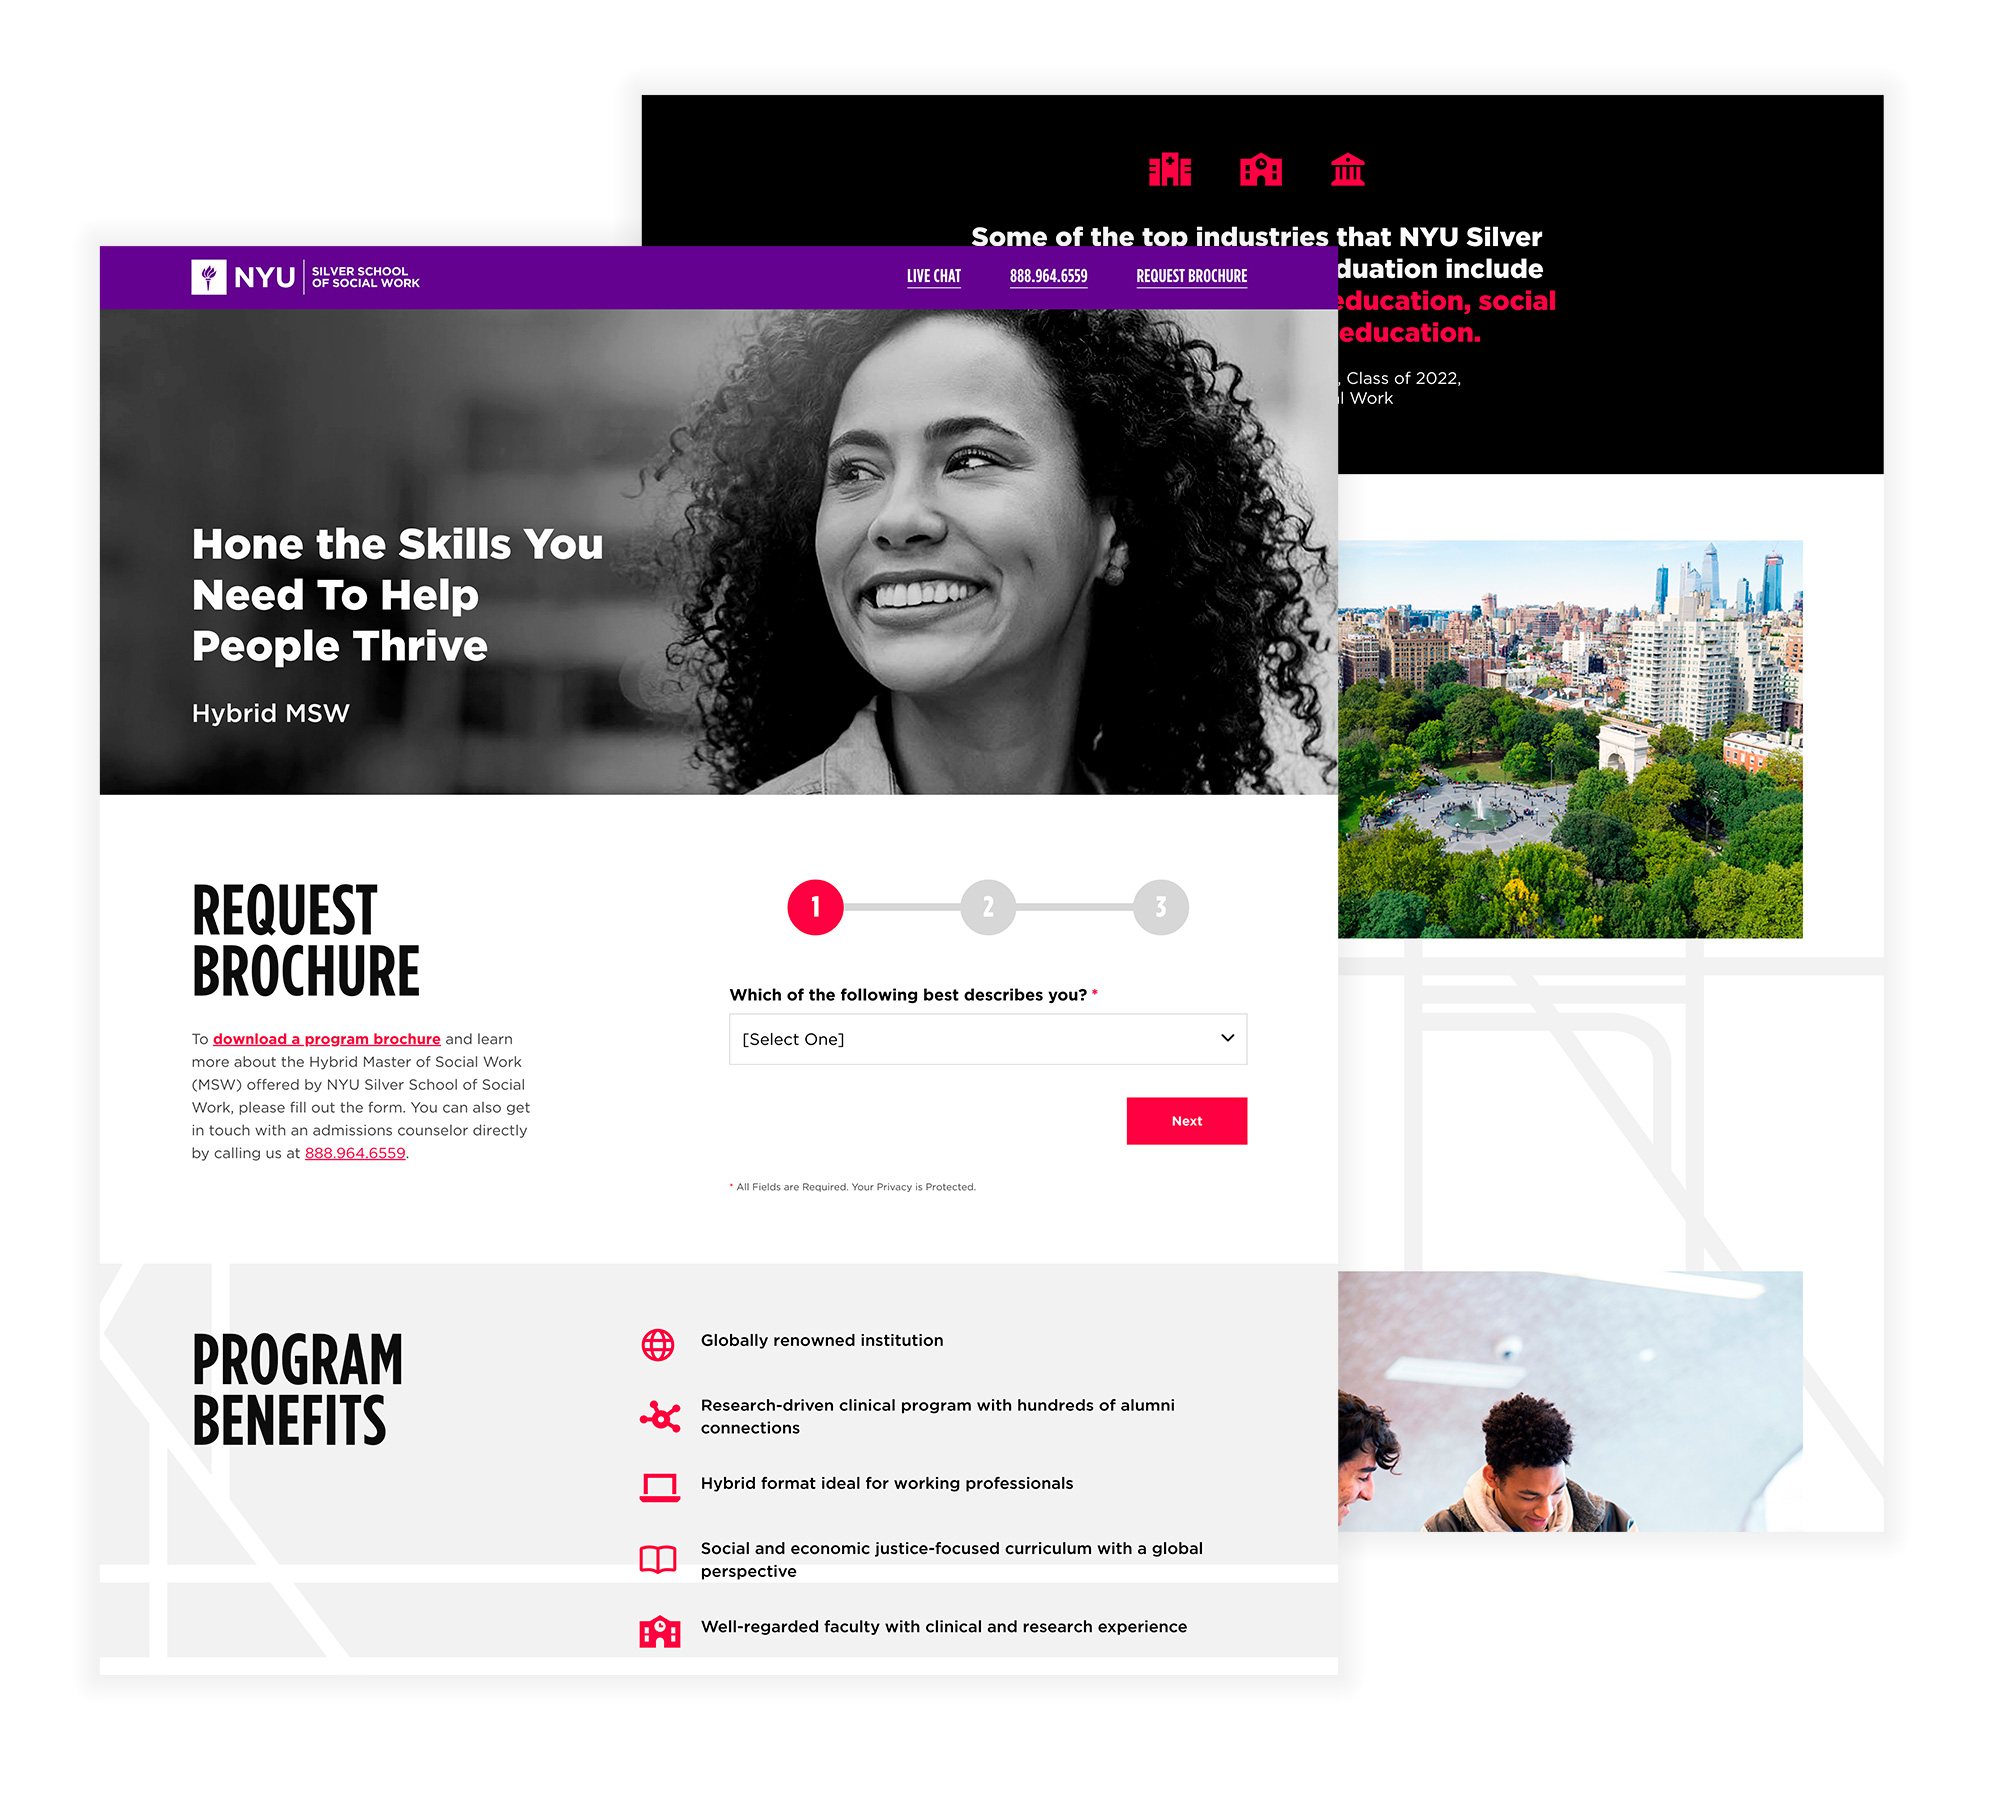 Some of the top industries that NYU Silver
duation include
education, social
education.
, Class of 2022,
l Work
NYU
SILVER SCHOOL
OF SOCIAL WORK
LIVE CHAT
888.964.6559
REQUEST BROCHURE
Hone the Skills You
Need To Help
People Thrive
Hybrid MSW
REQUEST
BROCHURE
To download a program brochure and learn
more about the Hybrid Master of Social Work
(MSW) offered by NYU Silver School of Social
Work, please fill out the form. You can also get
in touch with an admissions counselor directly
by calling us at 888.964.6559.
1
2
3
Which of the following best describes you? *
[Select One]
Next
* All Fields are Required. Your Privacy is Protected.
PROGRAM
BENEFITS
Globally renowned institution
Research-driven clinical program with hundreds of alumni
connections
Hybrid format ideal for working professionals
Social and economic justice-focused curriculum with a global
perspective
Well-regarded faculty with clinical and research experience